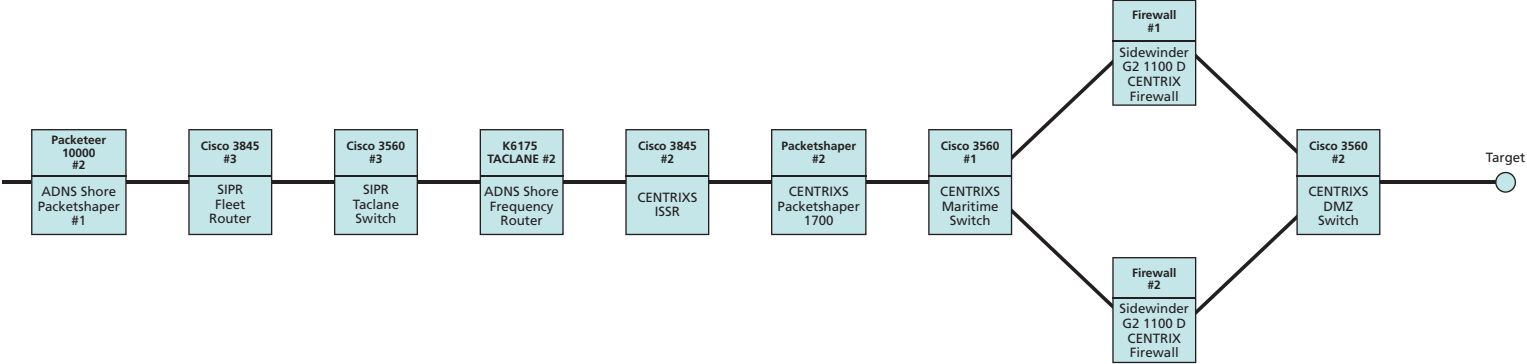 Packeteer
10000
#2
ADNS Shore
Packetshaper
#1
Cisco 3845
#3
SIPR
Fleet
Router
Cisco 3560
#3
SIPR
Taclane
Switch
K6175
TACLANE #2
ADNS Shore
Frequency
Router
Cisco 3845
#2
CENTRIXS
ISSR
Packetshaper
#2
CENTRIXS
Packetshaper
1700
Cisco 3560
#1
CENTRIXS
Maritime
Switch
Firewall
#1
Sidewinder
G2 1100 D
CENTRIX
Firewall
Firewall
#2
Sidewinder
G2 1100 D
CENTRIX
Firewall
Cisco 3560
#2
CENTRIXS
DMZ
Switch
Target